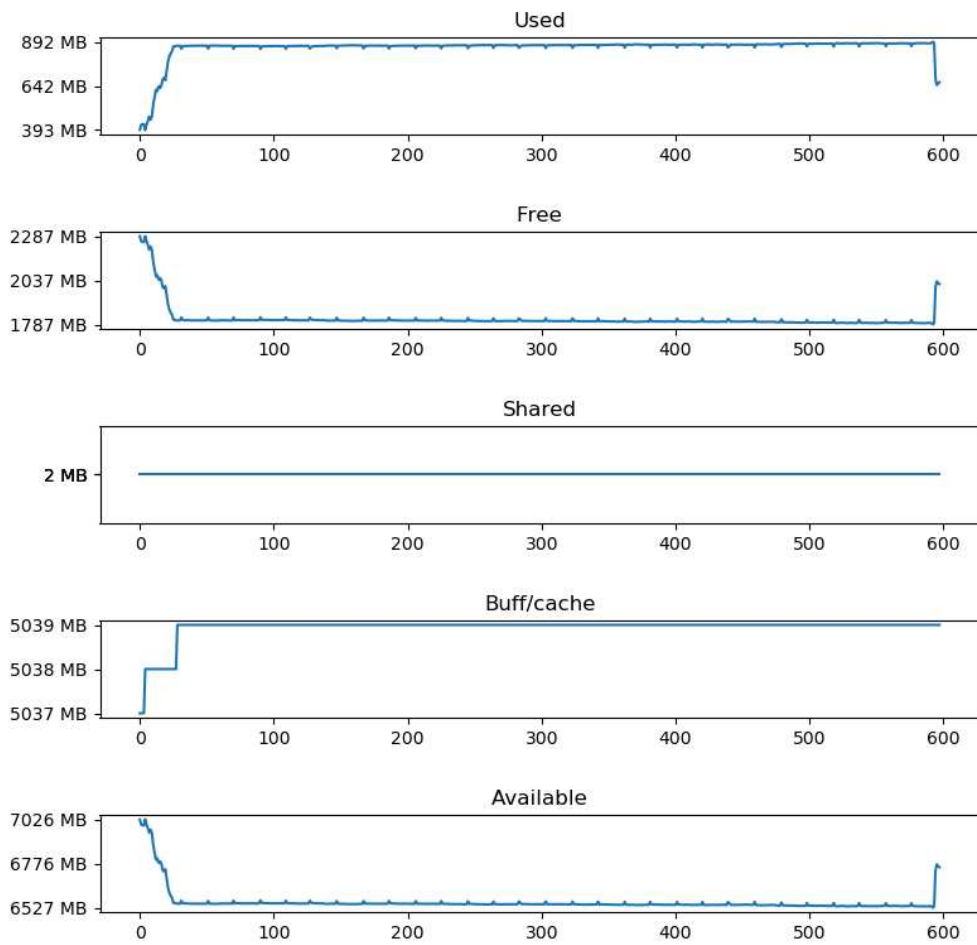 Used
892 MB
642 MB
393 MB
0 100 200 300 400 500 600
Free
2287 MB
2037 MB
1787 MB
0 100 200 300 400 500 600
Shared
2 MB
0 100 200 300 400 500 600
Buff/cache
5039 MB
5038 MB
5037 MB
0 100 200 300 400 500 600
Available
7026 MB
6776 MB
6527 MB
0 100 200 300 400 500 600